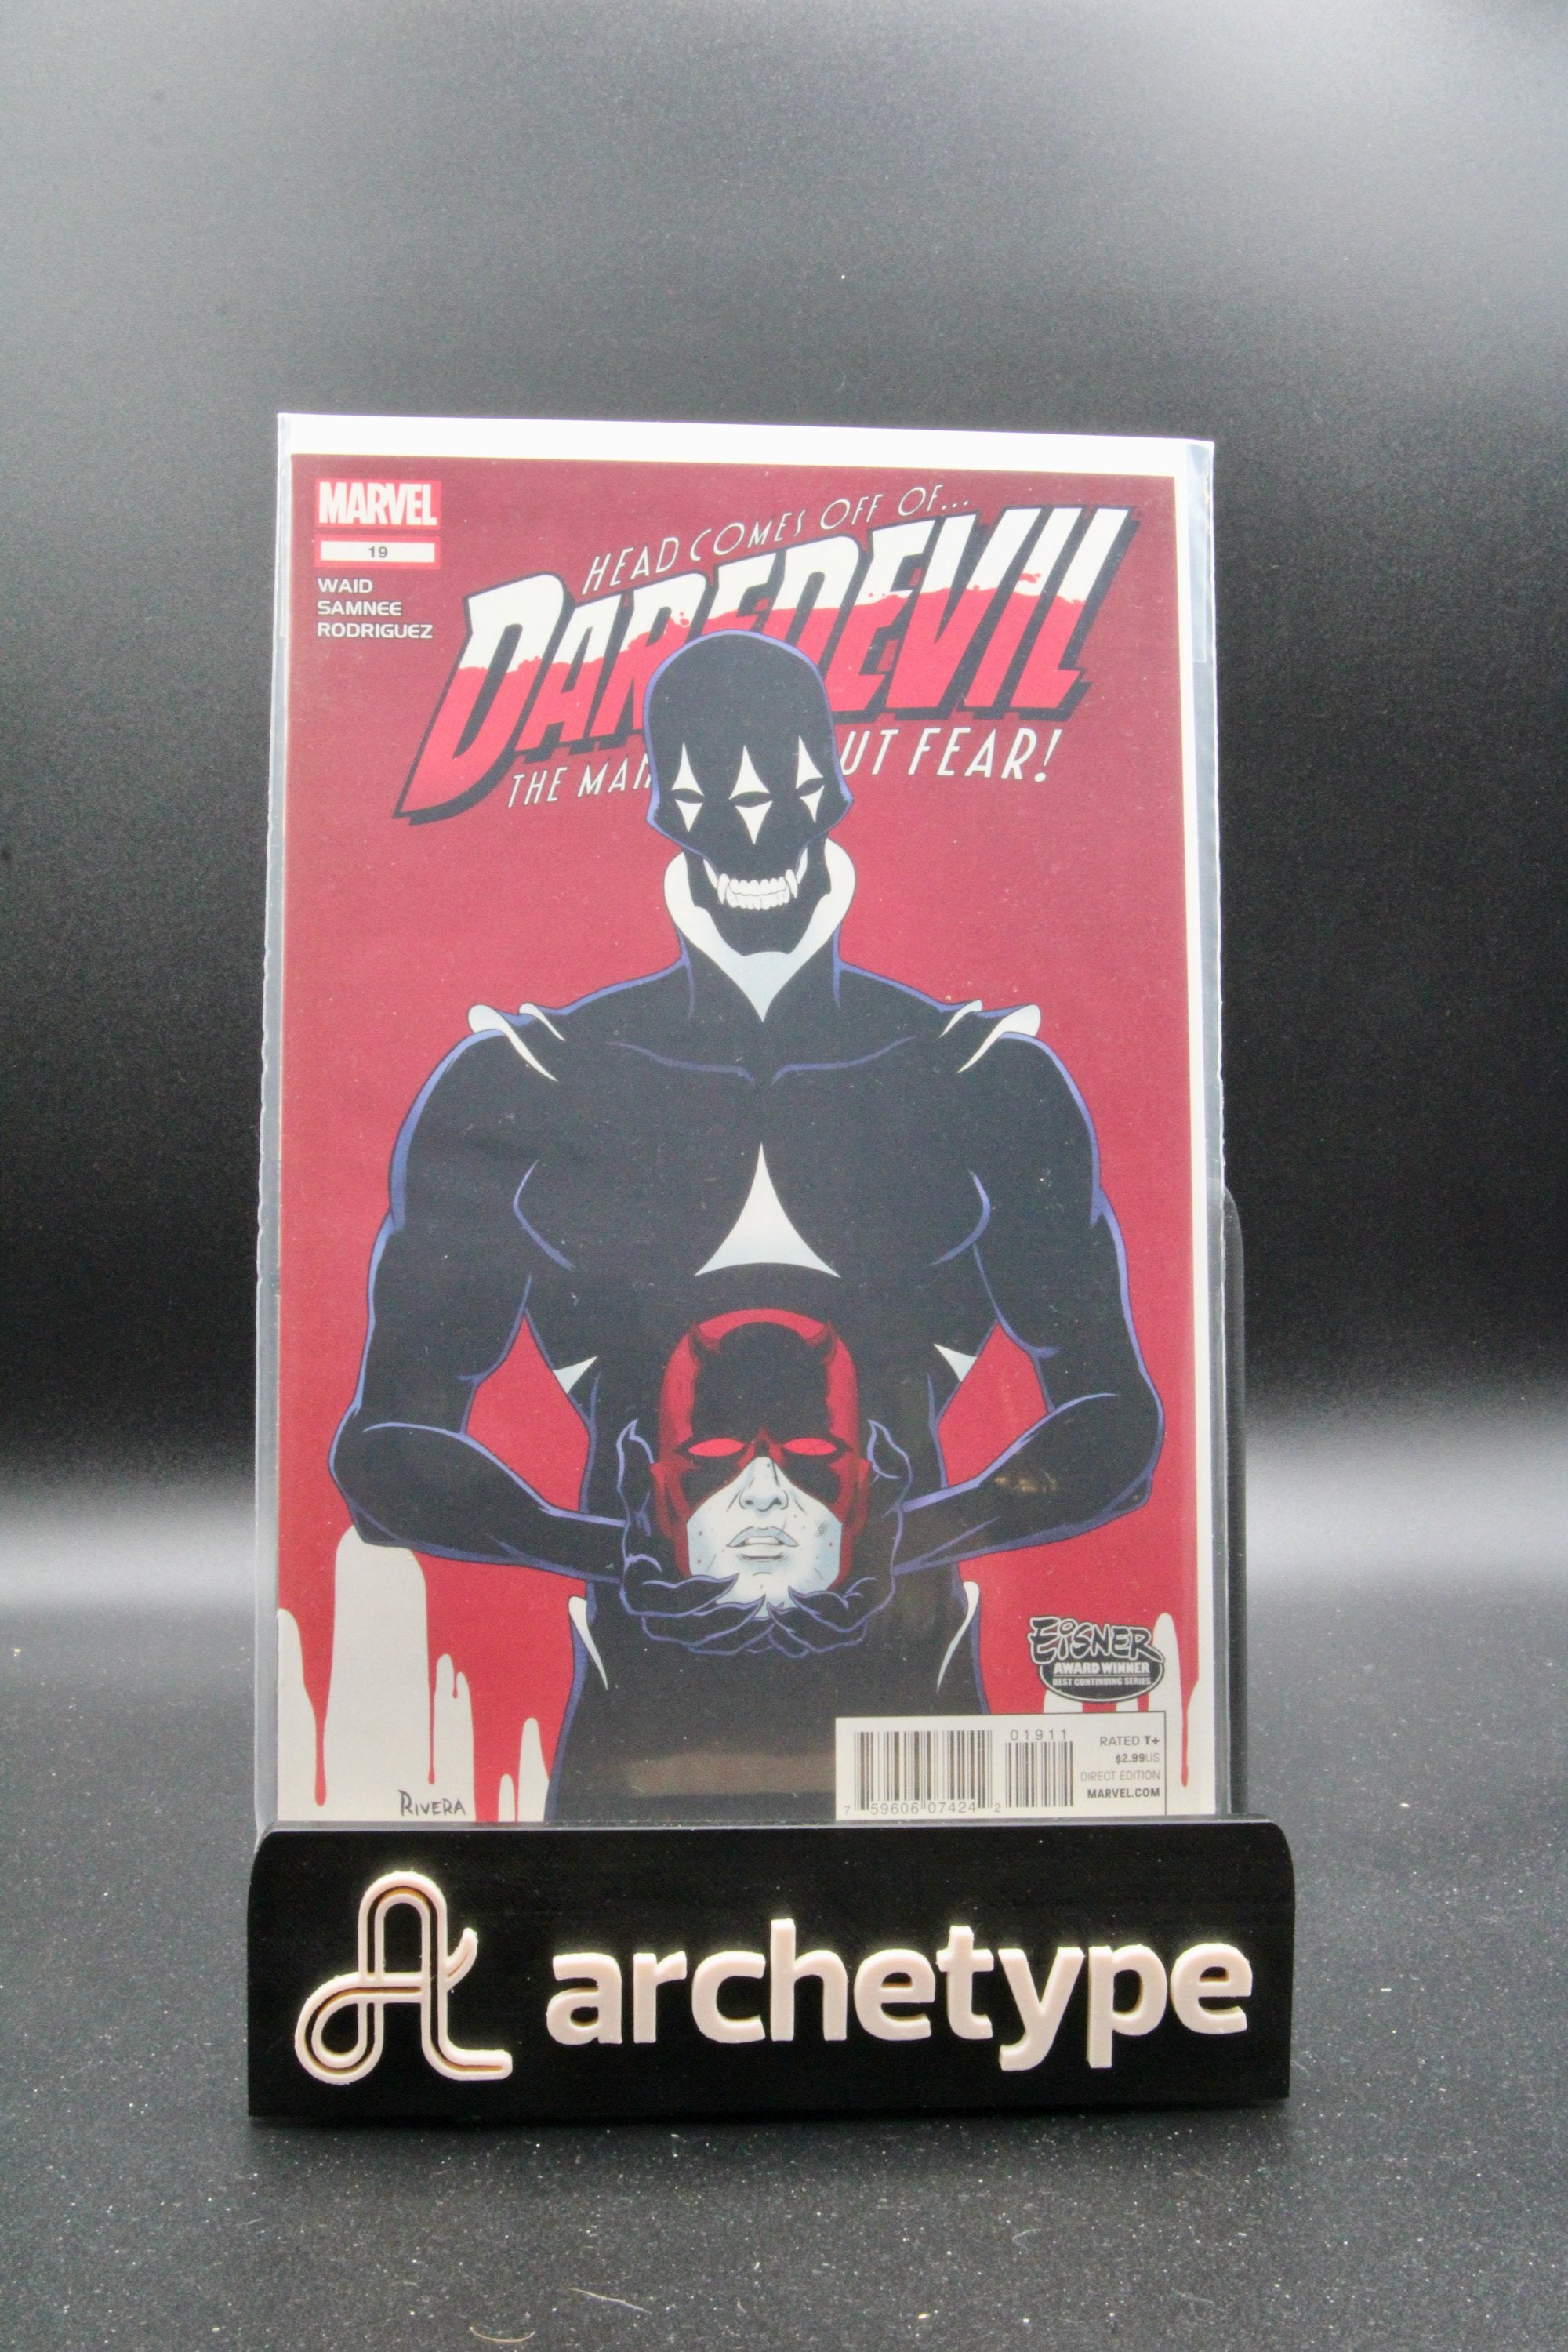 MARVEL
19
WAID
SAMNEE
RODRIGUEZ
HEAD COMES OFF OF...
DAREDEVIL
THE MAN UT FEAR!
EISNER
AWARD WINNER
BEST CONTINUING SERIES
01911
RATED T+
$2.99US
DIRECT EDITION
MARVEL.COM
7 59606 07424 2
RIVERA
archetype